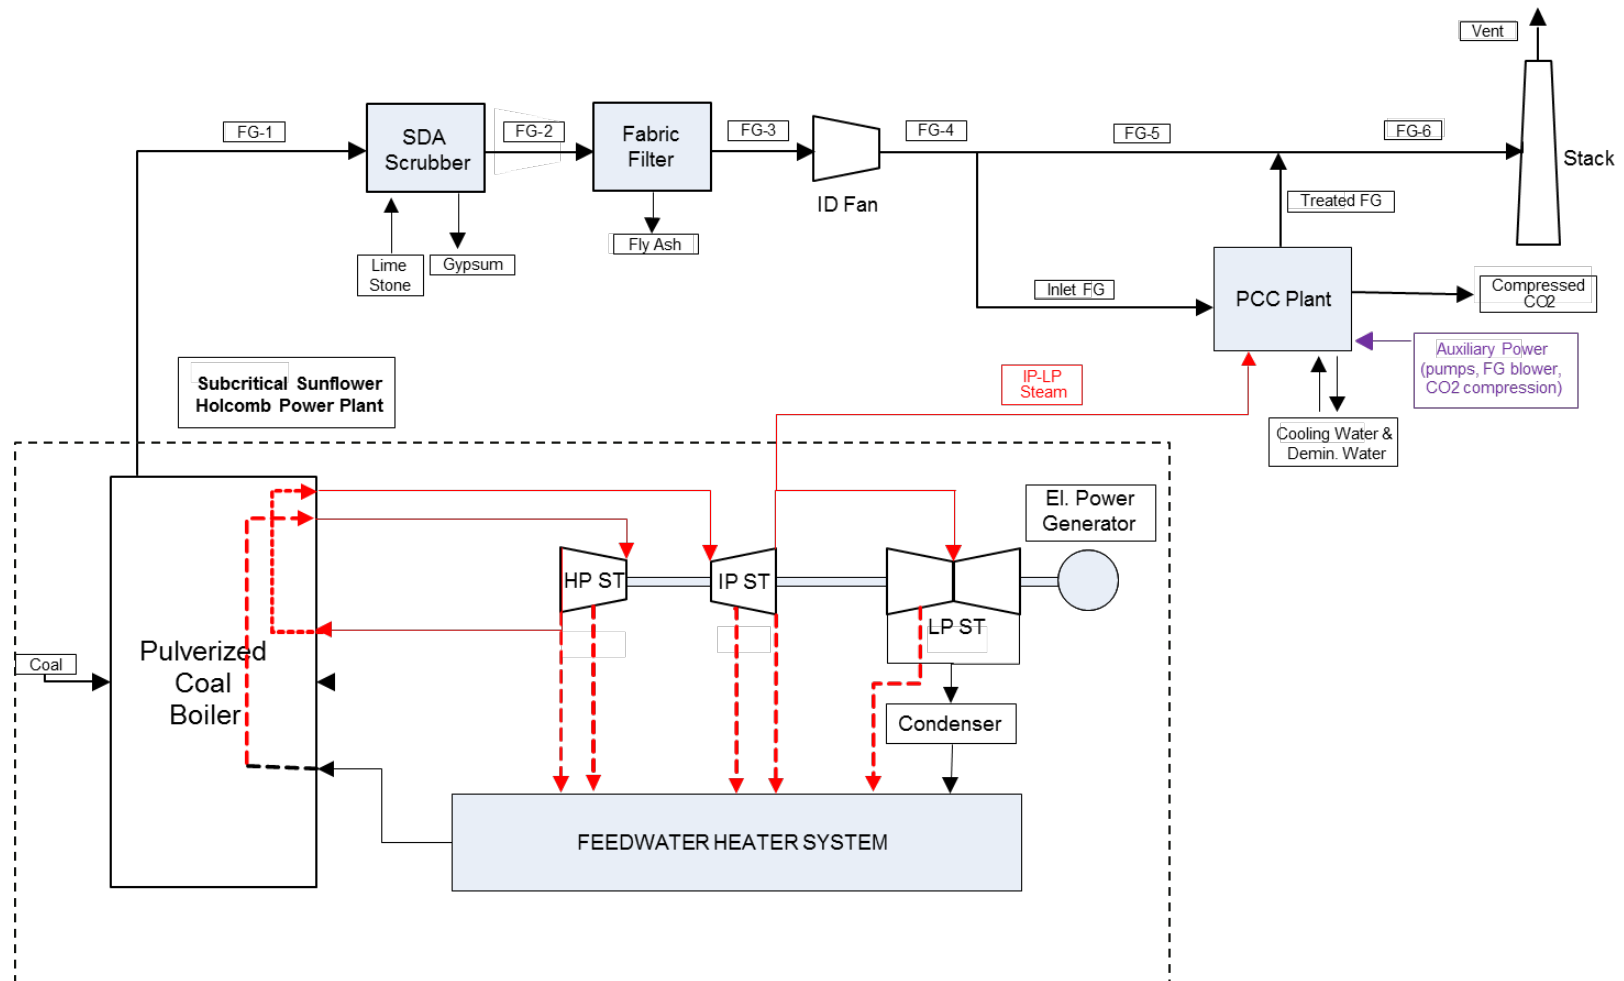 Vent
FG-1
SDA
Scrubber
FG-2
Fabric
Filter
FG-3
FG-4
FG-5
FG-6
Stack
ID Fan
Treated FG
Lime
Stone
Gypsum
Fly Ash
Inlet FG
PCC Plant
Compressed
CO2
Auxiliary Power
(pumps, FG blower,
CO2 compression)
Subcritical Sunflower
Holcomb Power Plant
IP-LP
Steam
Cooling Water &
Demin. Water
El. Power
Generator
HP ST
IP ST
LP ST
Coal
Pulverized
Coal
Boiler
Condenser
FEEDWATER HEATER SYSTEM